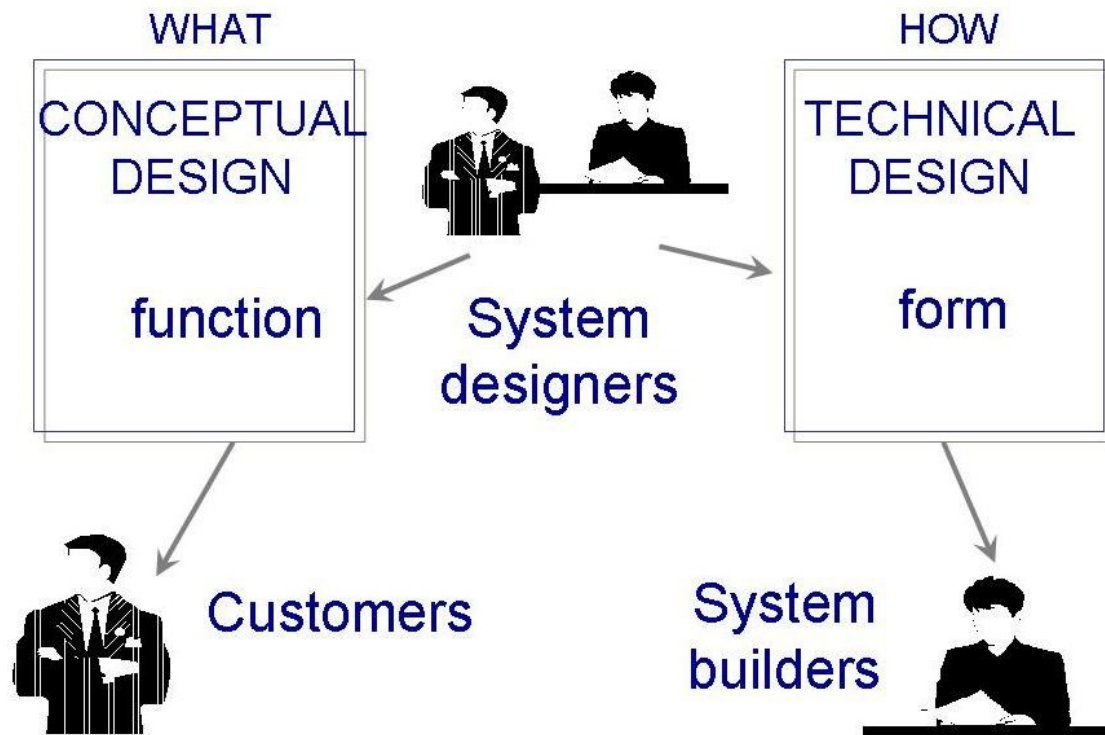 WHAT
HOW
CONCEPTUAL
DESIGN
TECHNICAL
DESIGN
function
System
designers
form
Customers
System
builders